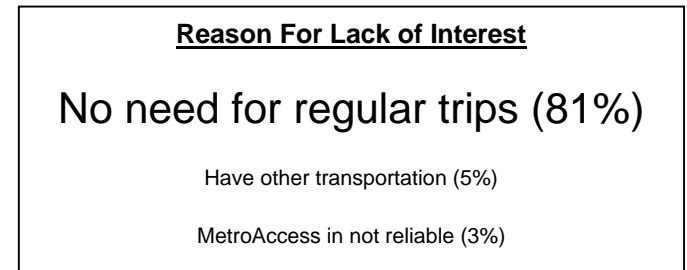 Reason For Lack of Interest
No need for regular trips (81%)
Have other transportation (5%)
MetroAccess in not reliable (3%)